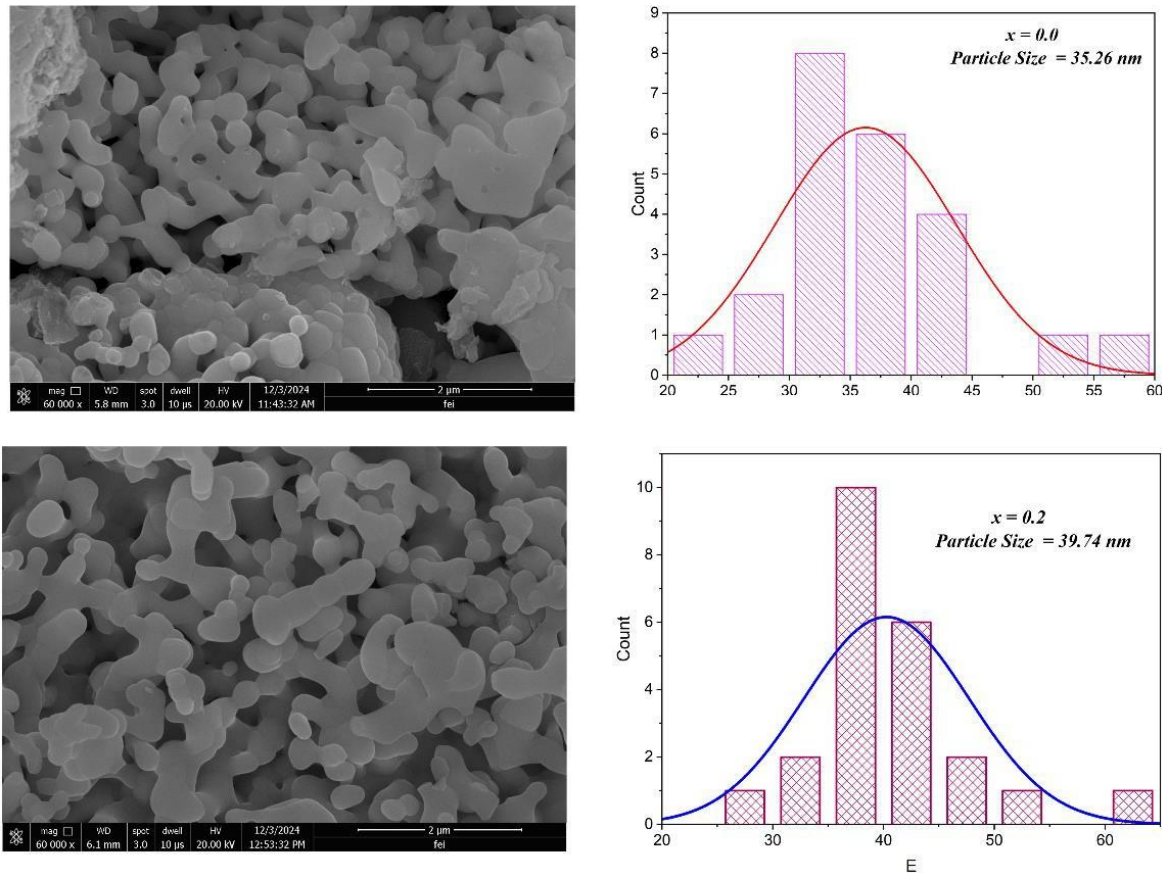 mag □ WD spot dwell HV 12/3/2024 2 µm
60 000 x 5.8 mm 3.0 10 µs 20.00 kV 11:43:32 AM fei
9
8
7
6
5
4
3
2
1
0
Count
x = 0.0
Particle Size = 35.26 nm
20 25 30 35 40 45 50 55 60
mag □ WD spot dwell HV 12/3/2024 2 µm
60 000 x 6.1 mm 3.0 10 µs 20.00 kV 12:53:32 PM fei
10
8
6
4
2
0
Count
x = 0.2
Particle Size = 39.74 nm
20 30 40 50 60
E